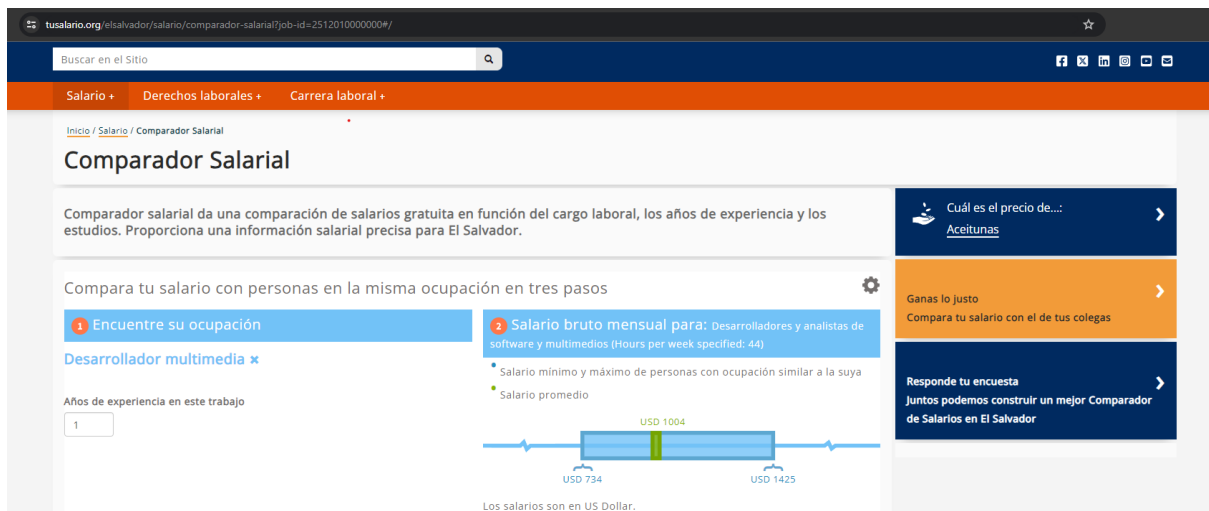 tusalario.org/elsalvador/salario/comparador-salarial?job-id=2512010000000#/
Buscar en el Sitio
Salario + Derechos laborales + Carrera laboral +
Inicio / Salario / Comparador Salarial
Comparador Salarial
Comparador salarial da una comparación de salarios gratuita en función del cargo laboral, los años de experiencia y los
estudios. Proporciona una información salarial precisa para El Salvador.
Cuál es el precio de...:
Aceitunas
Compara tu salario con personas en la misma ocupación en tres pasos
1 Encuentre su ocupación
Desarrollador multimedia ×
Años de experiencia en este trabajo
1
2 Salario bruto mensual para: Desarrolladores y analistas de
software y multimedios (Hours per week specified: 44)
Salario mínimo y máximo de personas con ocupación similar a la suya
Salario promedio
USD 1004
USD 734 USD 1425
Los salarios son en US Dollar.
Ganas lo justo
Compara tu salario con el de tus colegas
Responde tu encuesta
Juntos podemos construir un mejor Comparador
de Salarios en El Salvador